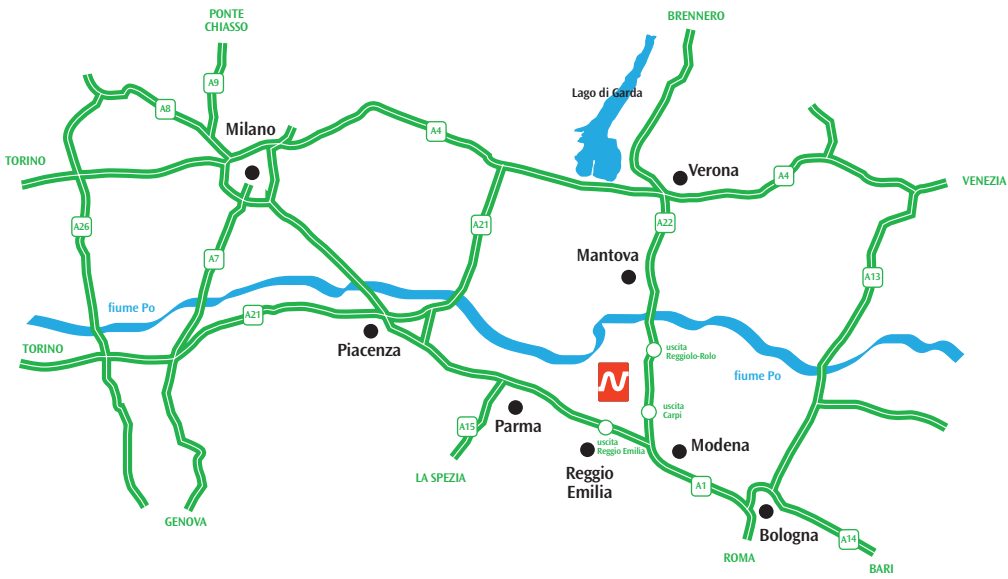 PONTE
CHIASSO
BRENNERO
A9
Lago di Garda
A8
Milano
A4
TORINO
Verona
A4
VENEZIA
A26
A21
A22
A7
Mantova
A13
fiume Po
A21
TORINO
Piacenza
uscita
Reggiolo-Rolo
fiume Po
uscita
Carpi
A15
Parma
uscita
Reggio Emilia
Modena
LA SPEZIA
Reggio
Emilia
A1
GENOVA
Bologna
A14
ROMA
BARI